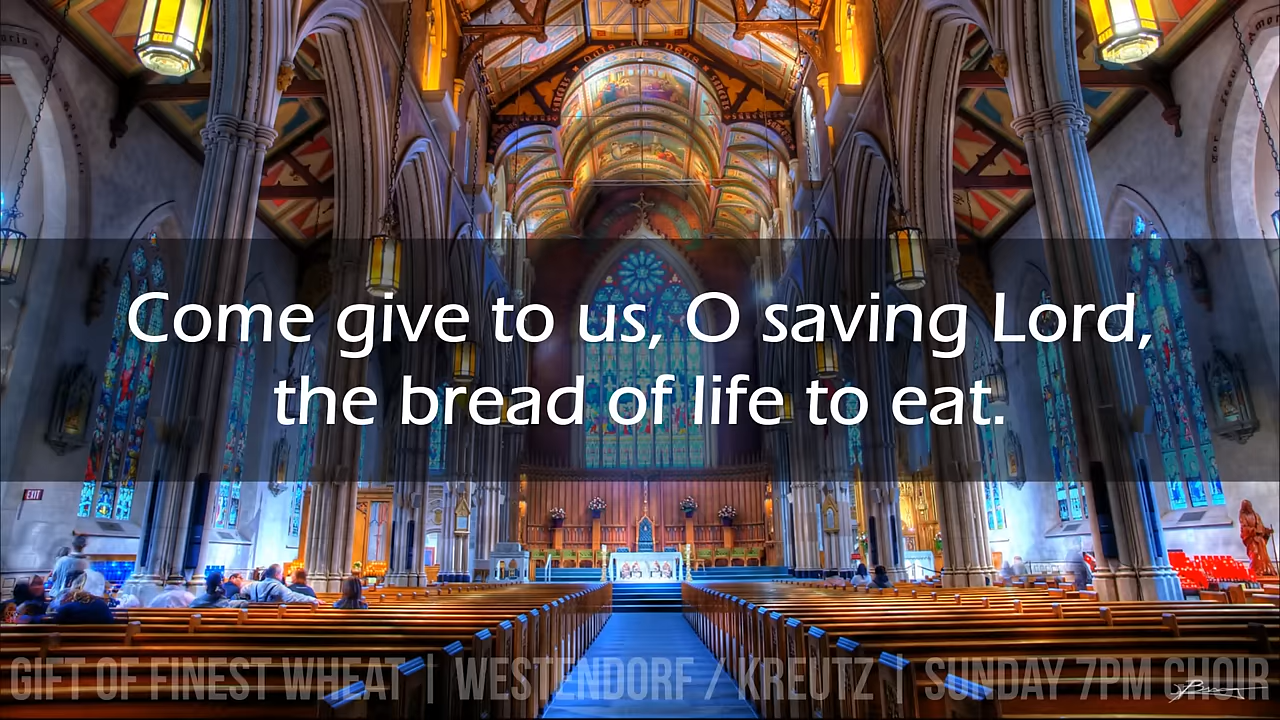 Come give to us, O saving Lord,
the bread of life to eat.
EXIT
GIFT OF FINEST WHEAT | WESTENDORF / KREUTZ | SUNDAY 7PM CHOIR